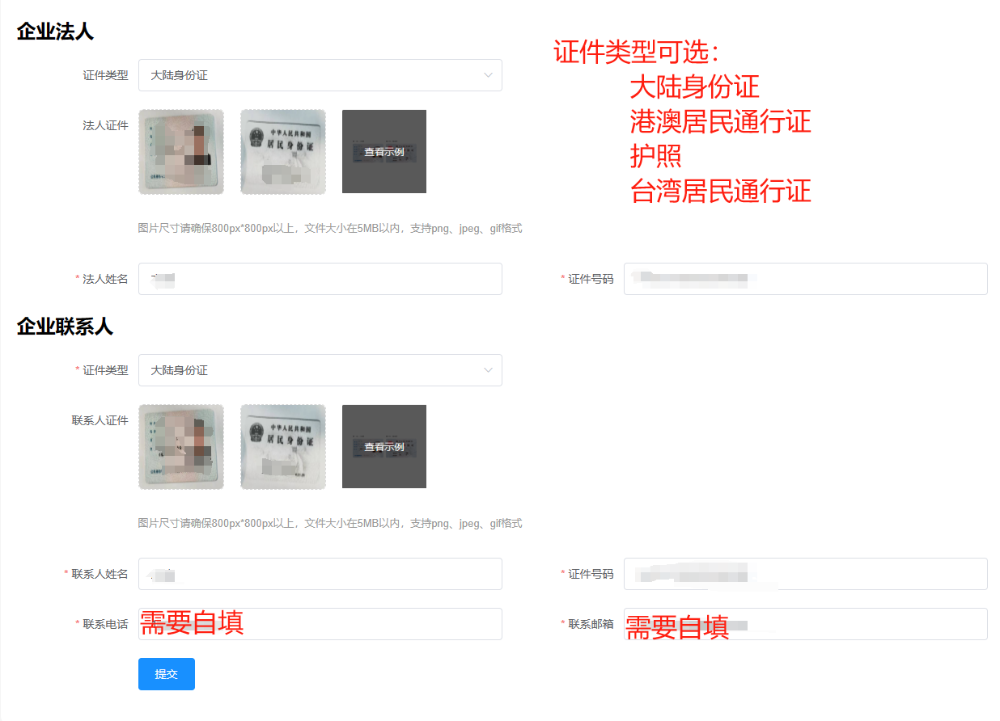 企业法人
证件类型可选：
证件类型
大陆身份证
大陆身份证
港澳居民通行证
护照
台湾居民通行证
法人证件
中华人民共和国
居民身份证
查看示例
图片尺寸请确保800px*800px以上，文件大小在5MB以内，支持png、jpeg、gif格式
* 法人姓名
* 证件号码
企业联系人
* 证件类型
大陆身份证
联系人证件
中华人民共和国
居民身份证
查看示例
图片尺寸请确保800px*800px以上，文件大小在5MB以内，支持png、jpeg、gif格式
* 联系人姓名
* 证件号码
* 联系电话
需要自填
* 联系邮箱
需要自填
提交